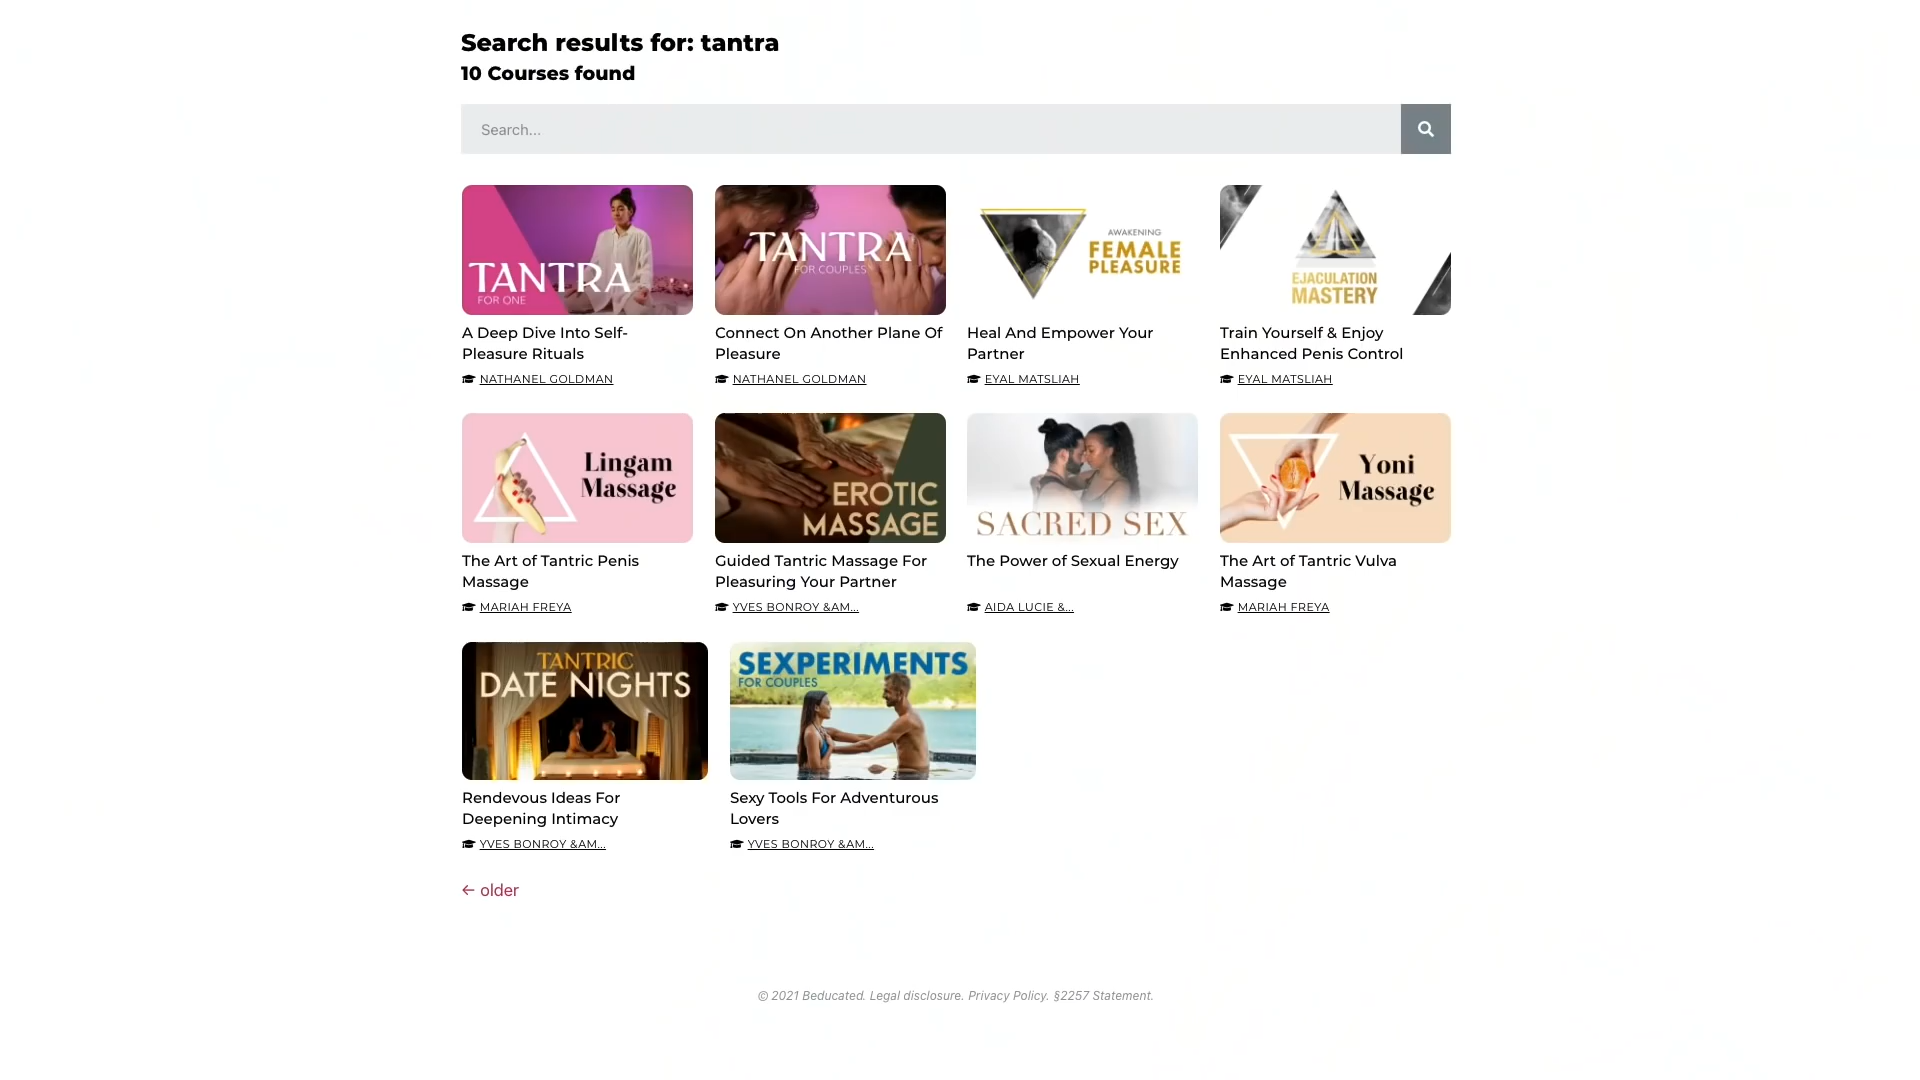 Search results for: tantra
10 Courses found
Search...
TANTRA
FOR ONE
TANTRA
FOR COUPLES
AWAKENING
FEMALE
PLEASURE
EJACULATION
MASTERY
A Deep Dive Into Self-
Pleasure Rituals
NATHANEL GOLDMAN
Connect On Another Plane Of
Pleasure
NATHANEL GOLDMAN
Heal And Empower Your
Partner
EYAL MATSLIAH
Train Yourself & Enjoy
Enhanced Penis Control
EYAL MATSLIAH
Lingam
Massage
EROTIC
MASSAGE
SACRED SEX
Yoni
Massage
The Art of Tantric Penis
Massage
MARIAH FREYA
Guided Tantric Massage For
Pleasuring Your Partner
YVES BONROY &AM...
The Power of Sexual Energy
AIDA LUCIE &...
The Art of Tantric Vulva
Massage
MARIAH FREYA
TANTRIC
DATE NIGHTS
SEXPERIMENTS
FOR COUPLES
Rendevous Ideas For
Deepening Intimacy
YVES BONROY &AM...
Sexy Tools For Adventurous
Lovers
YVES BONROY &AM...
← older
© 2021 Beducated. Legal disclosure. Privacy Policy. §2257 Statement.